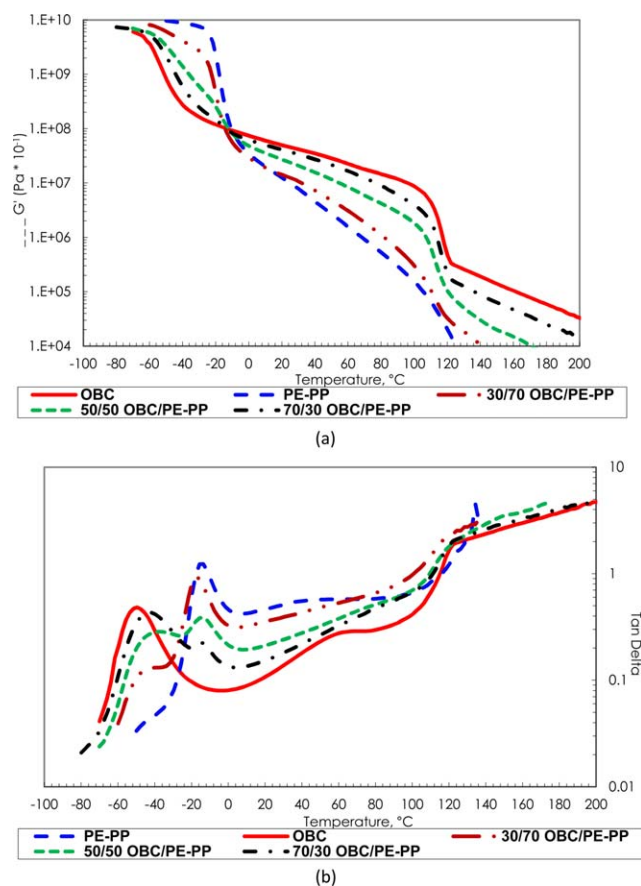 1.E+10
1.E+09
1.E+08
1.E+07
1.E+06
1.E+05
1.E+04
___ G' (Pa * 10⁻¹)
-100 -80 -60 -40 -20 0 20 40 60 80 100 120 140 160 180 200
Temperature, °C
OBC PE-PP 30/70 OBC/PE-PP
50/50 OBC/PE-PP 70/30 OBC/PE-PP
(a)
10
1
0.1
0.01
Tan Delta
-100 -80 -60 -40 -20 0 20 40 60 80 100 120 140 160 180 200
Temperature, °C
PE-PP OBC 30/70 OBC/PE-PP
50/50 OBC/PE-PP 70/30 OBC/PE-PP
(b)